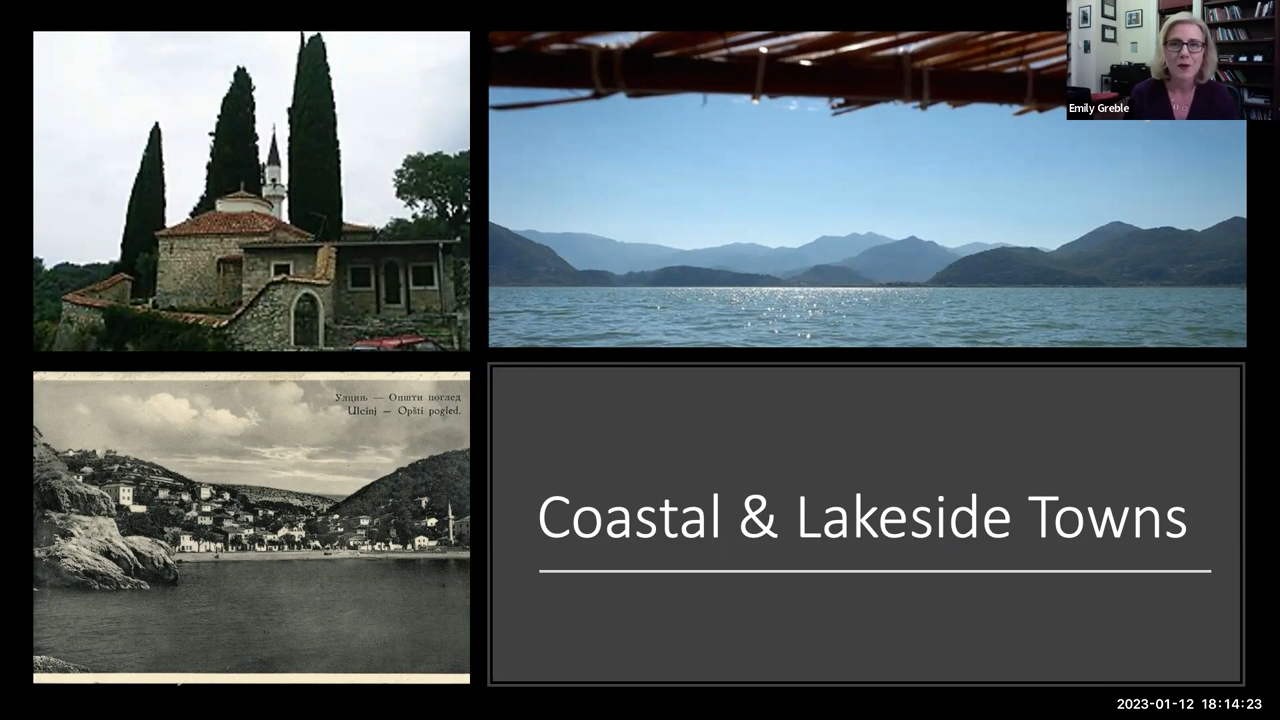 Emily Greble
Улцињ — Општи поглед
Ulcinj — Opšti pogled.
Coastal & Lakeside Towns
2023-01-12 18:14:23